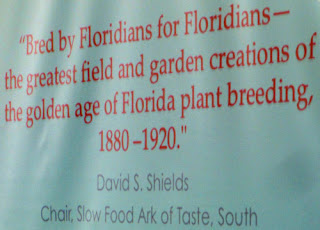 “Bred by Floridians for Floridians—
the greatest field and garden creations of
the golden age of Florida plant breeding,
1880 –1920."
David S. Shields
Chair, Slow Food Ark of Taste, South